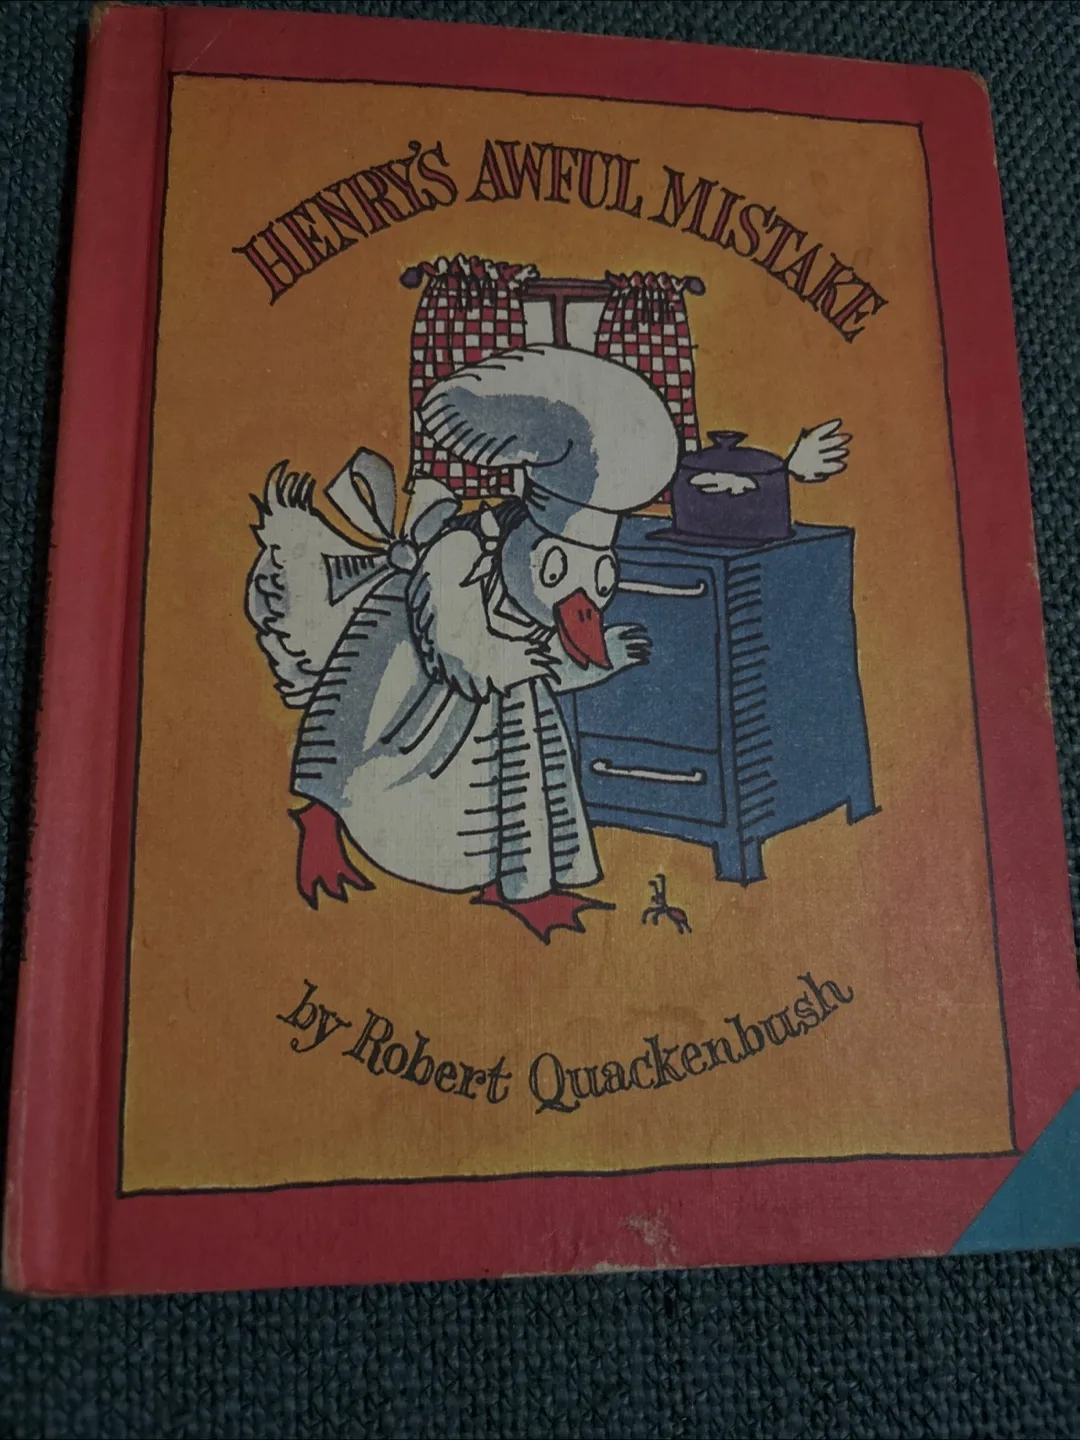 HENRY'S AWFUL MISTAKE
by Robert Quackenbush